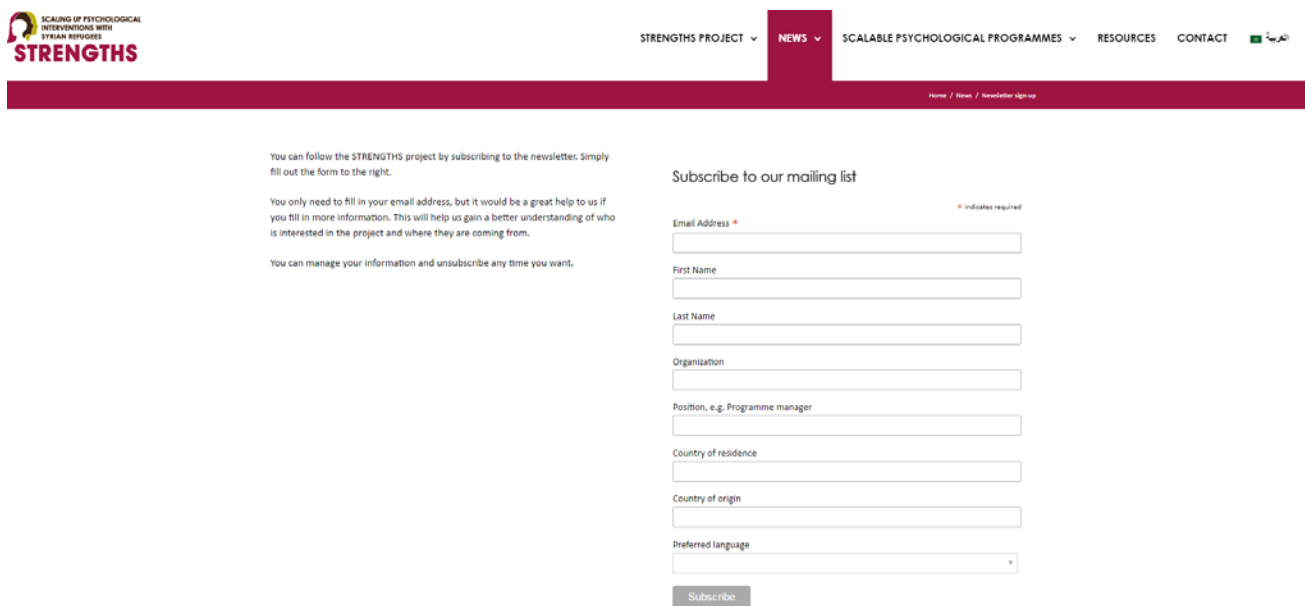 SCALING UP PSYCHOLOGICAL
INTERVENTIONS WITH
SYRIAN REFUGEES
STRENGTHS
STRENGTHS PROJECT
NEWS
SCALABLE PSYCHOLOGICAL PROGRAMMES
RESOURCES
CONTACT
العربية
Home / News / Newsletter sign-up
You can follow the STRENGTHS project by subscribing to the newsletter. Simply
fill out the form to the right.
You only need to fill in your email address, but it would be a great help to us if
you fill in more information. This will help us gain a better understanding of who
is interested in the project and where they are coming from.
You can manage your information and unsubscribe any time you want.
Subscribe to our mailing list
* indicates required
Email Address *
First Name
Last Name
Organization
Position, e.g. Programme manager
Country of residence
Country of origin
Preferred language
Subscribe